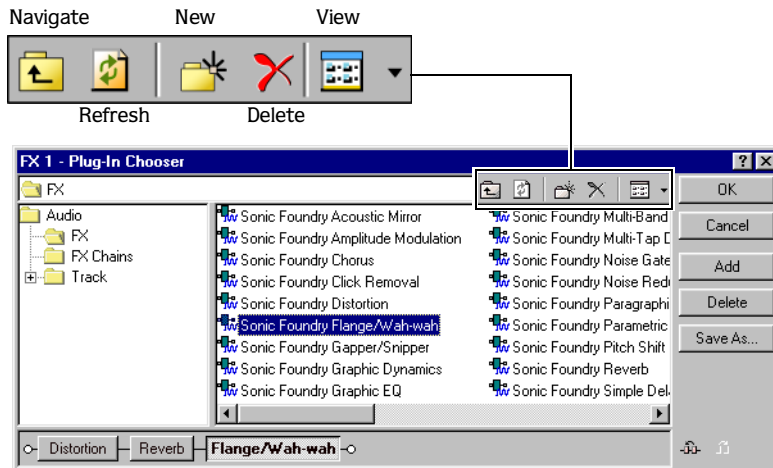 Navigate New View
Refresh Delete
FX 1 - Plug-In Chooser
FX
OK
Cancel
Add
Delete
Save As...
Audio
FX
FX Chains
Track
Sonic Foundry Acoustic Mirror
Sonic Foundry Amplitude Modulation
Sonic Foundry Chorus
Sonic Foundry Click Removal
Sonic Foundry Distortion
Sonic Foundry Flange/Wah-wah
Sonic Foundry Gapper/Snipper
Sonic Foundry Graphic Dynamics
Sonic Foundry Graphic EQ
Sonic Foundry Multi-Band
Sonic Foundry Multi-Tap D
Sonic Foundry Noise Gate
Sonic Foundry Noise Redu
Sonic Foundry Paragraphi
Sonic Foundry Parametric
Sonic Foundry Pitch Shift
Sonic Foundry Reverb
Sonic Foundry Simple Del
Distortion Reverb Flange/Wah-wah